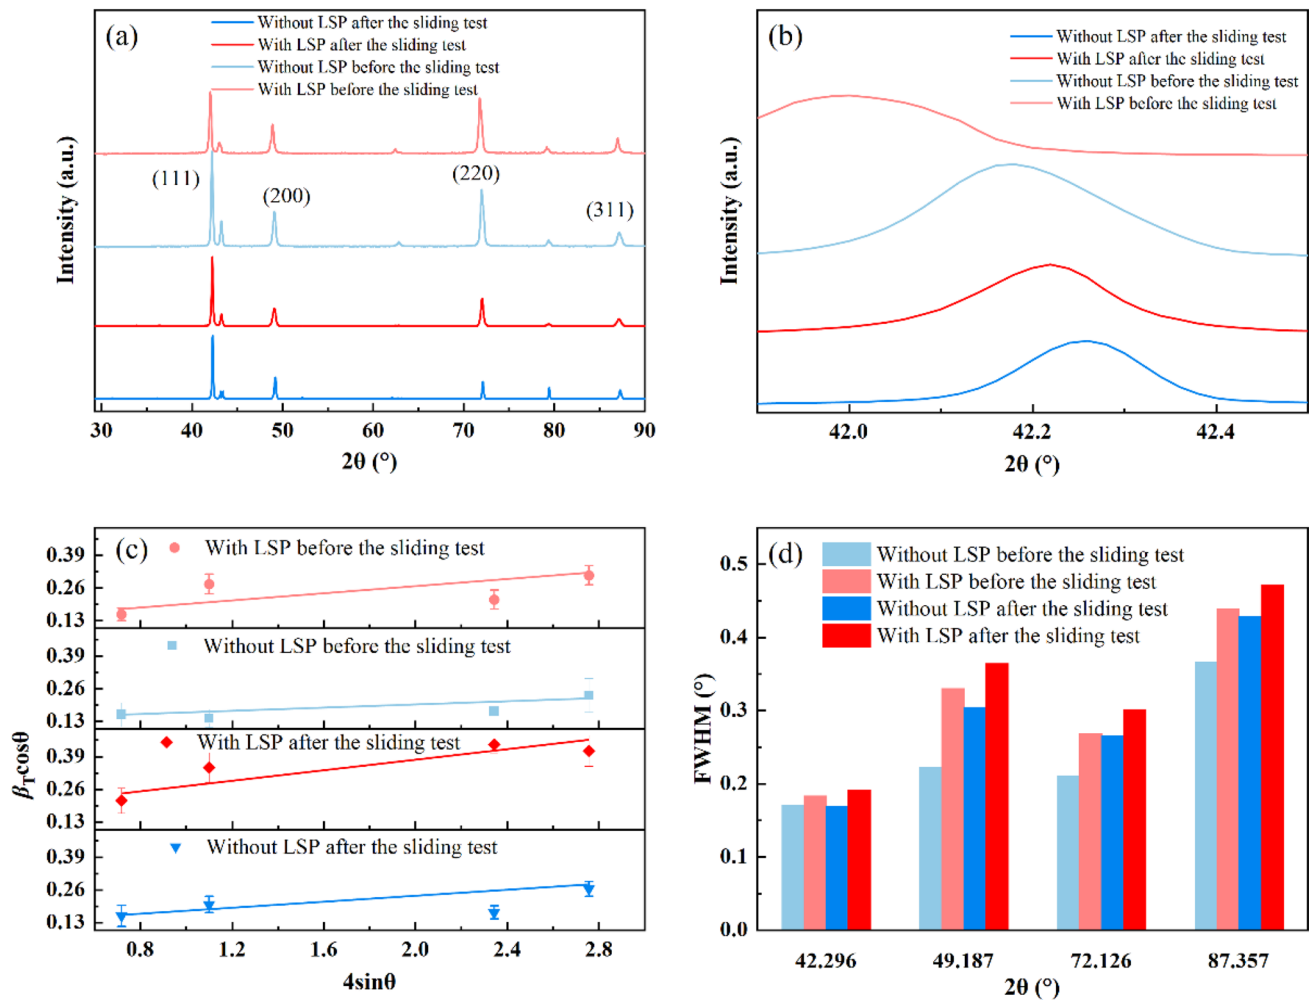 (a)
Without LSP after the sliding test
With LSP after the sliding test
Without LSP before the sliding test
With LSP before the sliding test
(111)
(200)
(220)
(311)
Intensity (a.u.)
30 40 50 60 70 80 90
2θ (°)
(b)
Without LSP after the sliding test
With LSP after the sliding test
Without LSP before the sliding test
With LSP before the sliding test
Intensity (a.u.)
42.0 42.2 42.4
2θ (°)
(c)
With LSP before the sliding test
0.39
0.26
0.13
Without LSP before the sliding test
0.39
0.26
0.13
With LSP after the sliding test
0.39
0.26
0.13
Without LSP after the sliding test
0.39
0.26
0.13
βTcosθ
0.8 1.2 1.6 2.0 2.4 2.8
4sinθ
(d)
Without LSP before the sliding test
With LSP before the sliding test
Without LSP after the sliding test
With LSP after the sliding test
0.5
0.4
0.3
0.2
0.1
0.0
FWHM (°)
42.296 49.187 72.126 87.357
2θ (°)